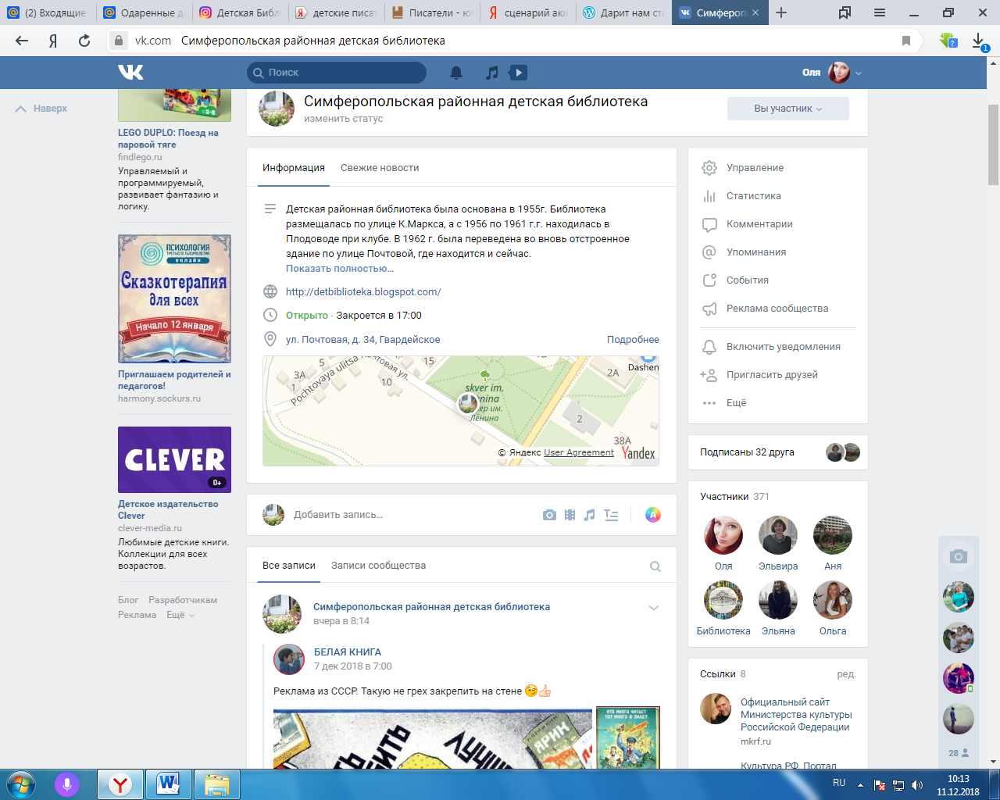 (2) Входящие
Одаренные д
Детская Библ
детские писат
Писатели - юб
сценарий аки
Дарит нам сти
Симфероп
vk.com
Симферопольская районная детская библиотека
Поиск
Оля
Наверх
LEGO DUPLO: Поезд на
паровой тяге
findlego.ru
Управляемый и
программируемый,
развивает фантазию и
логику.
ПСИХОЛОГИЯ
ТРЕТЬЕГО ТЫСЯЧЕЛЕТИЯ
ОНЛАЙН
Сказкотерапия
для всех
Начало 12 января
Приглашаем родителей и
педагогов!
harmony.sockurs.ru
CLEVER
0+
Детское издательство
Clever
clever-media.ru
Любимые детские книги.
Коллекции для всех
возрастов.
Блог Разработчикам
Реклама Ещё
Симферопольская районная детская библиотека
изменить статус
Вы участник
Информация Свежие новости
Детская районная библиотека была основана в 1955г. Библиотека
размещалась по улице К.Маркса, а с 1956 по 1961 г.г. находилась в
Плодоводе при клубе. В 1962 г. была переведена во вновь отстроенное
здание по улице Почтовой, где находится и сейчас.
Показать полностью…
http://detbiblioteka.blogspot.com/
Открыто · Закроется в 17:00
ул. Почтовая, д. 34, Гвардейское
Подробнее
3A
5
1
10
15
Pochtovaya ulitsa
Почтовая ул.
skver im.
Ленина
2A
2
38A
Dashen
© Яндекс User Agreement
Yandex
Добавить запись...
Все записи Записи сообщества
Симферопольская районная детская библиотека
вчера в 8:14
БЕЛАЯ КНИГА
7 дек 2018 в 7:00
Реклама из СССР. Такую не грех закрепить на стене 😉👍
ЯРИК
ЛУЧШ
КТО МНОГО ЧИТАЕТ
ТОТ МНОГО И ЗНАЕТ.
Управление
Статистика
Комментарии
Упоминания
События
Реклама сообщества
Включить уведомления
Пригласить друзей
Ещё
Подписаны 32 друга
Участники 371
Оля
Эльвира
Аня
Библиотека
Эльяна
Ольга
Ссылки 8
ред.
Официальный сайт
Министерства культуры
Российской Федерации
mkrf.ru
Культура.РФ. Портал
28
RU
10:13
11.12.2018